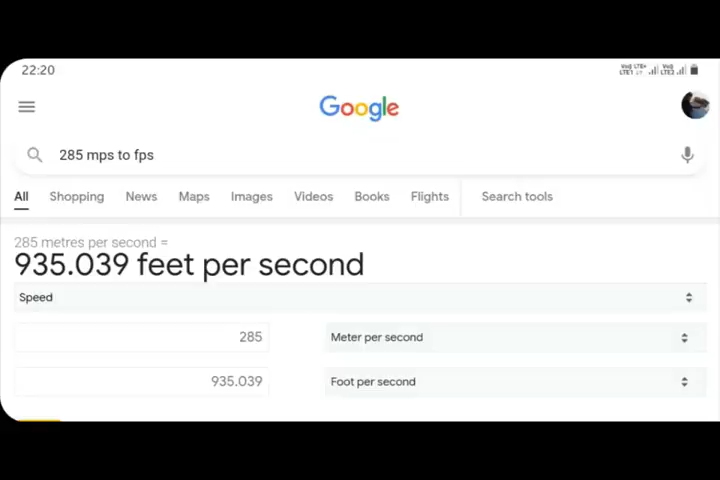 22:20
Google
285 mps to fps
All Shopping News Maps Images Videos Books Flights Search tools
285 metres per second =
935.039 feet per second
Speed
285 Meter per second
935.039 Foot per second